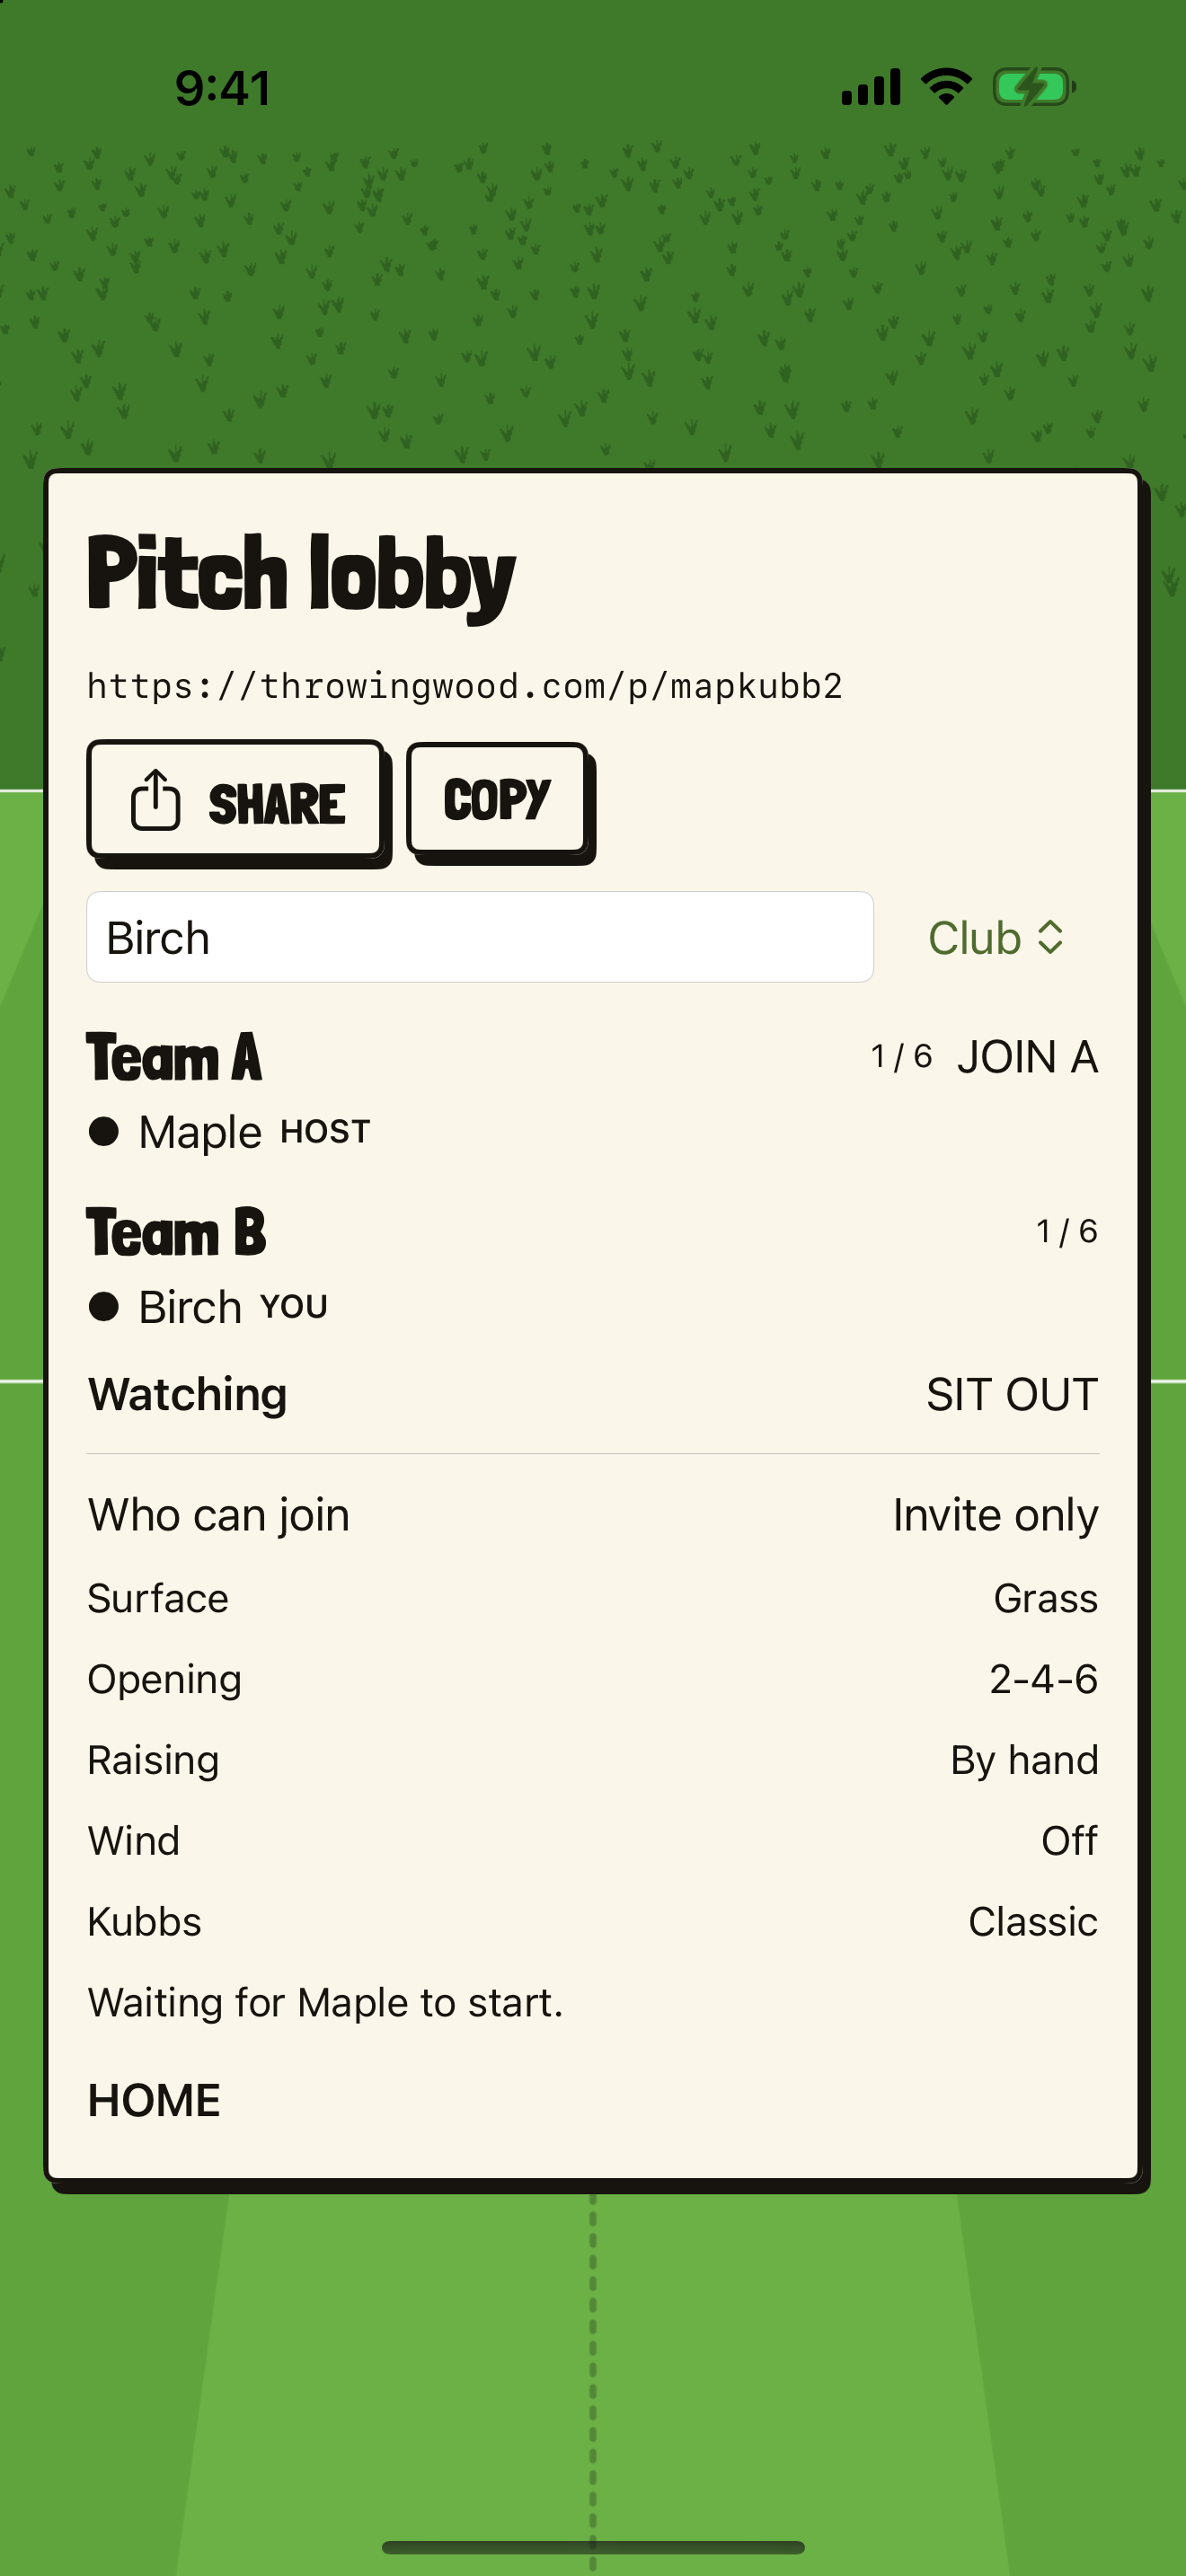 9:41
Pitch lobby
https://throwingwood.com/p/mapkubb2
SHARE COPY
Birch Club
Team A 1 / 6 JOIN A
Maple HOST
Team B 1 / 6
Birch YOU
Watching SIT OUT
Who can join Invite only
Surface Grass
Opening 2-4-6
Raising By hand
Wind Off
Kubbs Classic
Waiting for Maple to start.
HOME